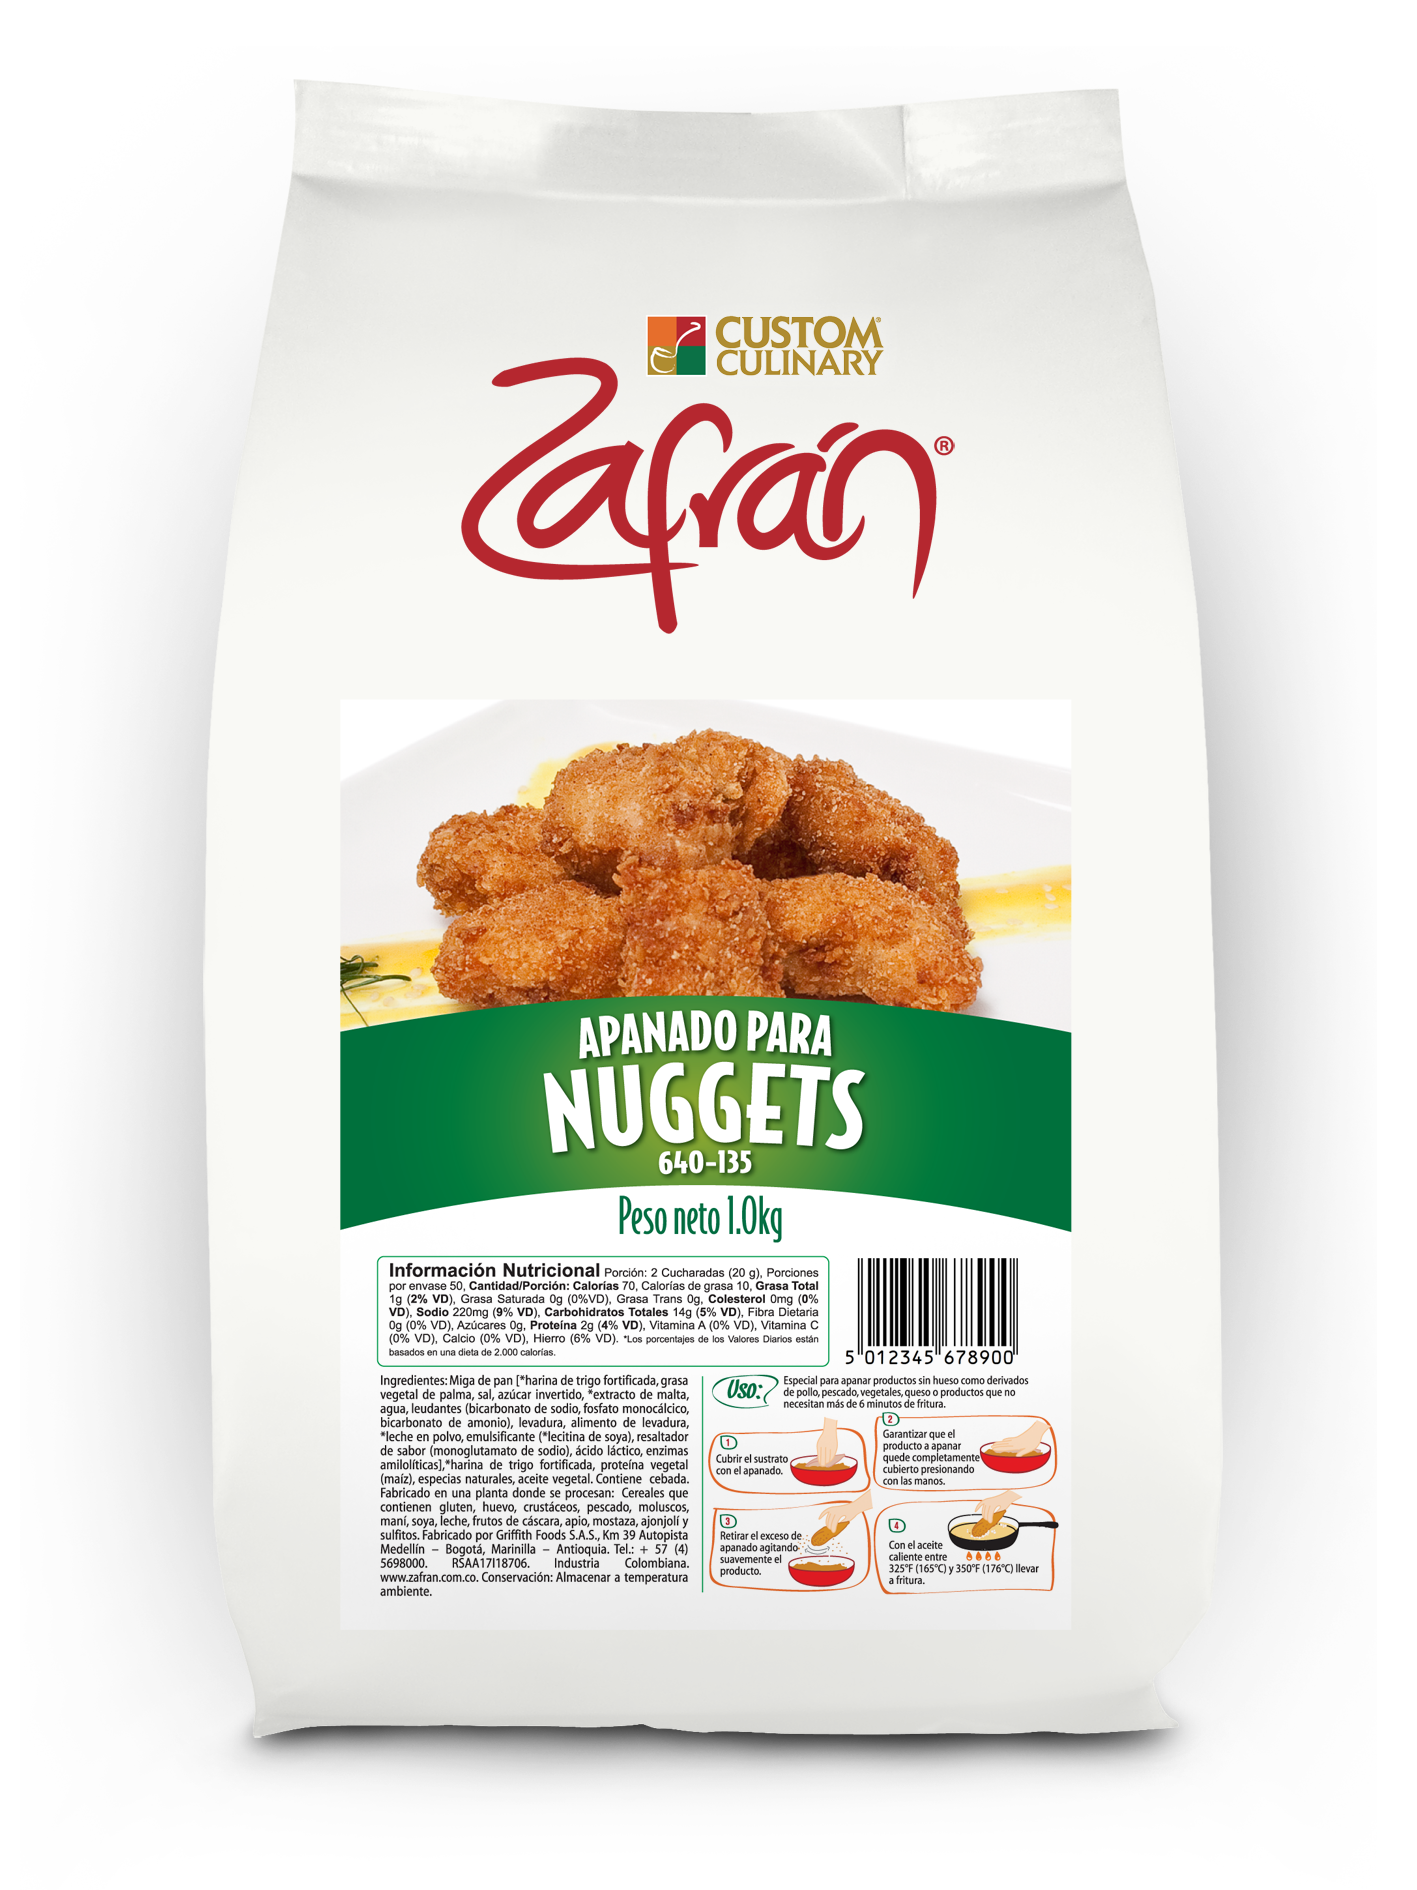 CUSTOM®
CULINARY
Zafrán®
APANADO PARA
NUGGETS
640-135
Peso neto 1.0kg
Información Nutricional Porción: 2 Cucharadas (20 g), Porciones
por envase 50, Cantidad/Porción: Calorías 70, Calorías de grasa 10, Grasa Total
1g (2% VD), Grasa Saturada 0g (0%VD), Grasa Trans 0g, Colesterol 0mg (0%
VD), Sodio 220mg (9% VD), Carbohidratos Totales 14g (5% VD), Fibra Dietaria
0g (0% VD), Azúcares 0g, Proteína 2g (4% VD), Vitamina A (0% VD), Vitamina C
(0% VD), Calcio (0% VD), Hierro (6% VD). *Los porcentajes de los Valores Diarios están
basados en una dieta de 2.000 calorías.
5 012345 678900
Ingredientes: Miga de pan [*harina de trigo fortificada, grasa
vegetal de palma, sal, azúcar invertido, *extracto de malta,
agua, leudantes (bicarbonato de sodio, fosfato monocálcico,
bicarbonato de amonio), levadura, alimento de levadura,
*leche en polvo, emulsificante (*lecitina de soya), resaltador
de sabor (monoglutamato de sodio), ácido láctico, enzimas
amilolíticas],*harina de trigo fortificada, proteína vegetal
(maíz), especias naturales, aceite vegetal. Contiene cebada.
Fabricado en una planta donde se procesan: Cereales que
contienen gluten, huevo, crustáceos, pescado, moluscos,
maní, soya, leche, frutos de cáscara, apio, mostaza, ajonjolí y
sulfitos. Fabricado por Griffith Foods S.A.S., Km 39 Autopista
Medellín – Bogotá, Marinilla – Antioquia. Tel.: + 57 (4)
5698000. RSAA17I18706. Industria Colombiana.
www.zafran.com.co. Conservación: Almacenar a temperatura
ambiente.
Uso:
Especial para apanar productos sin hueso como derivados
de pollo, pescado, vegetales, queso o productos que no
necesitan más de 6 minutos de fritura.
1
Cubrir el sustrato
con el apanado.
2
Garantizar que el
producto a apanar
quede completamente
cubierto presionando
con las manos.
3
Retirar el exceso de
apanado agitando
suavemente el
producto.
4
Con el aceite
caliente entre
325°F (165°C) y 350°F (176°C) llevar
a fritura.